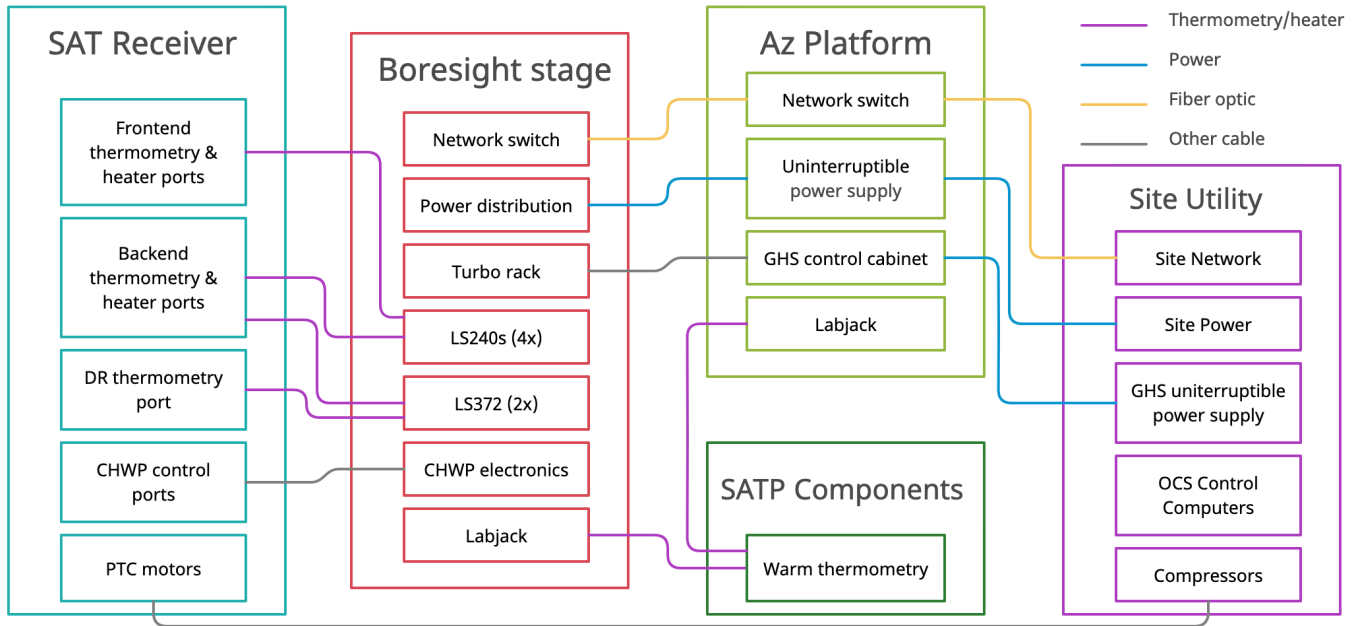 SAT Receiver
Frontend
thermometry &
heater ports
Backend
thermometry &
heater ports
DR thermometry
port
CHWP control
ports
PTC motors
Boresight stage
Network switch
Power distribution
Turbo rack
LS240s (4x)
LS372 (2x)
CHWP electronics
Labjack
Az Platform
Network switch
Uninterruptible
power supply
GHS control cabinet
Labjack
SATP Components
Warm thermometry
Thermometry/heater
Power
Fiber optic
Other cable
Site Utility
Site Network
Site Power
GHS uniterruptible
power supply
OCS Control
Computers
Compressors